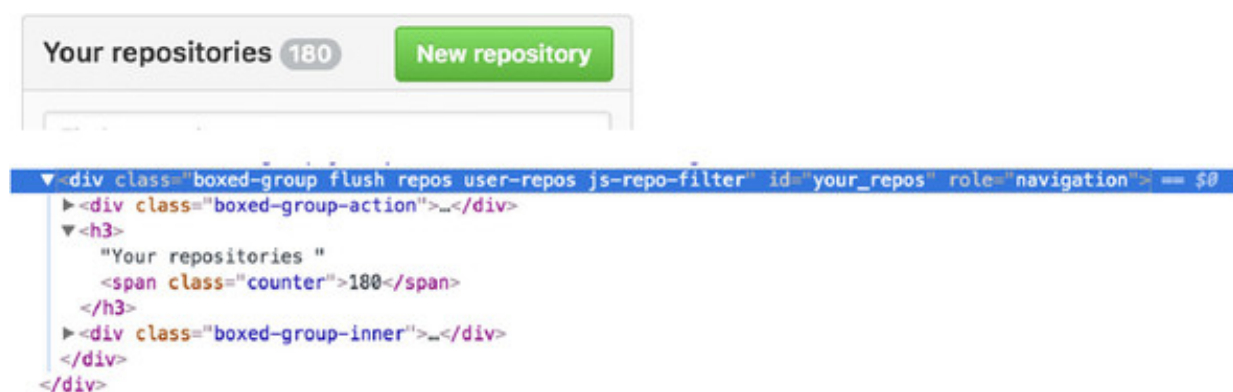 Your repositories 180 New repository
▼<div class="boxed-group flush repos user-repos js-repo-filter" id="your_repos" role="navigation"> == $0
▶<div class="boxed-group-action">…</div>
▼<h3>
"Your repositories "
<span class="counter">180</span>
</h3>
▶<div class="boxed-group-inner">…</div>
</div>
</div>